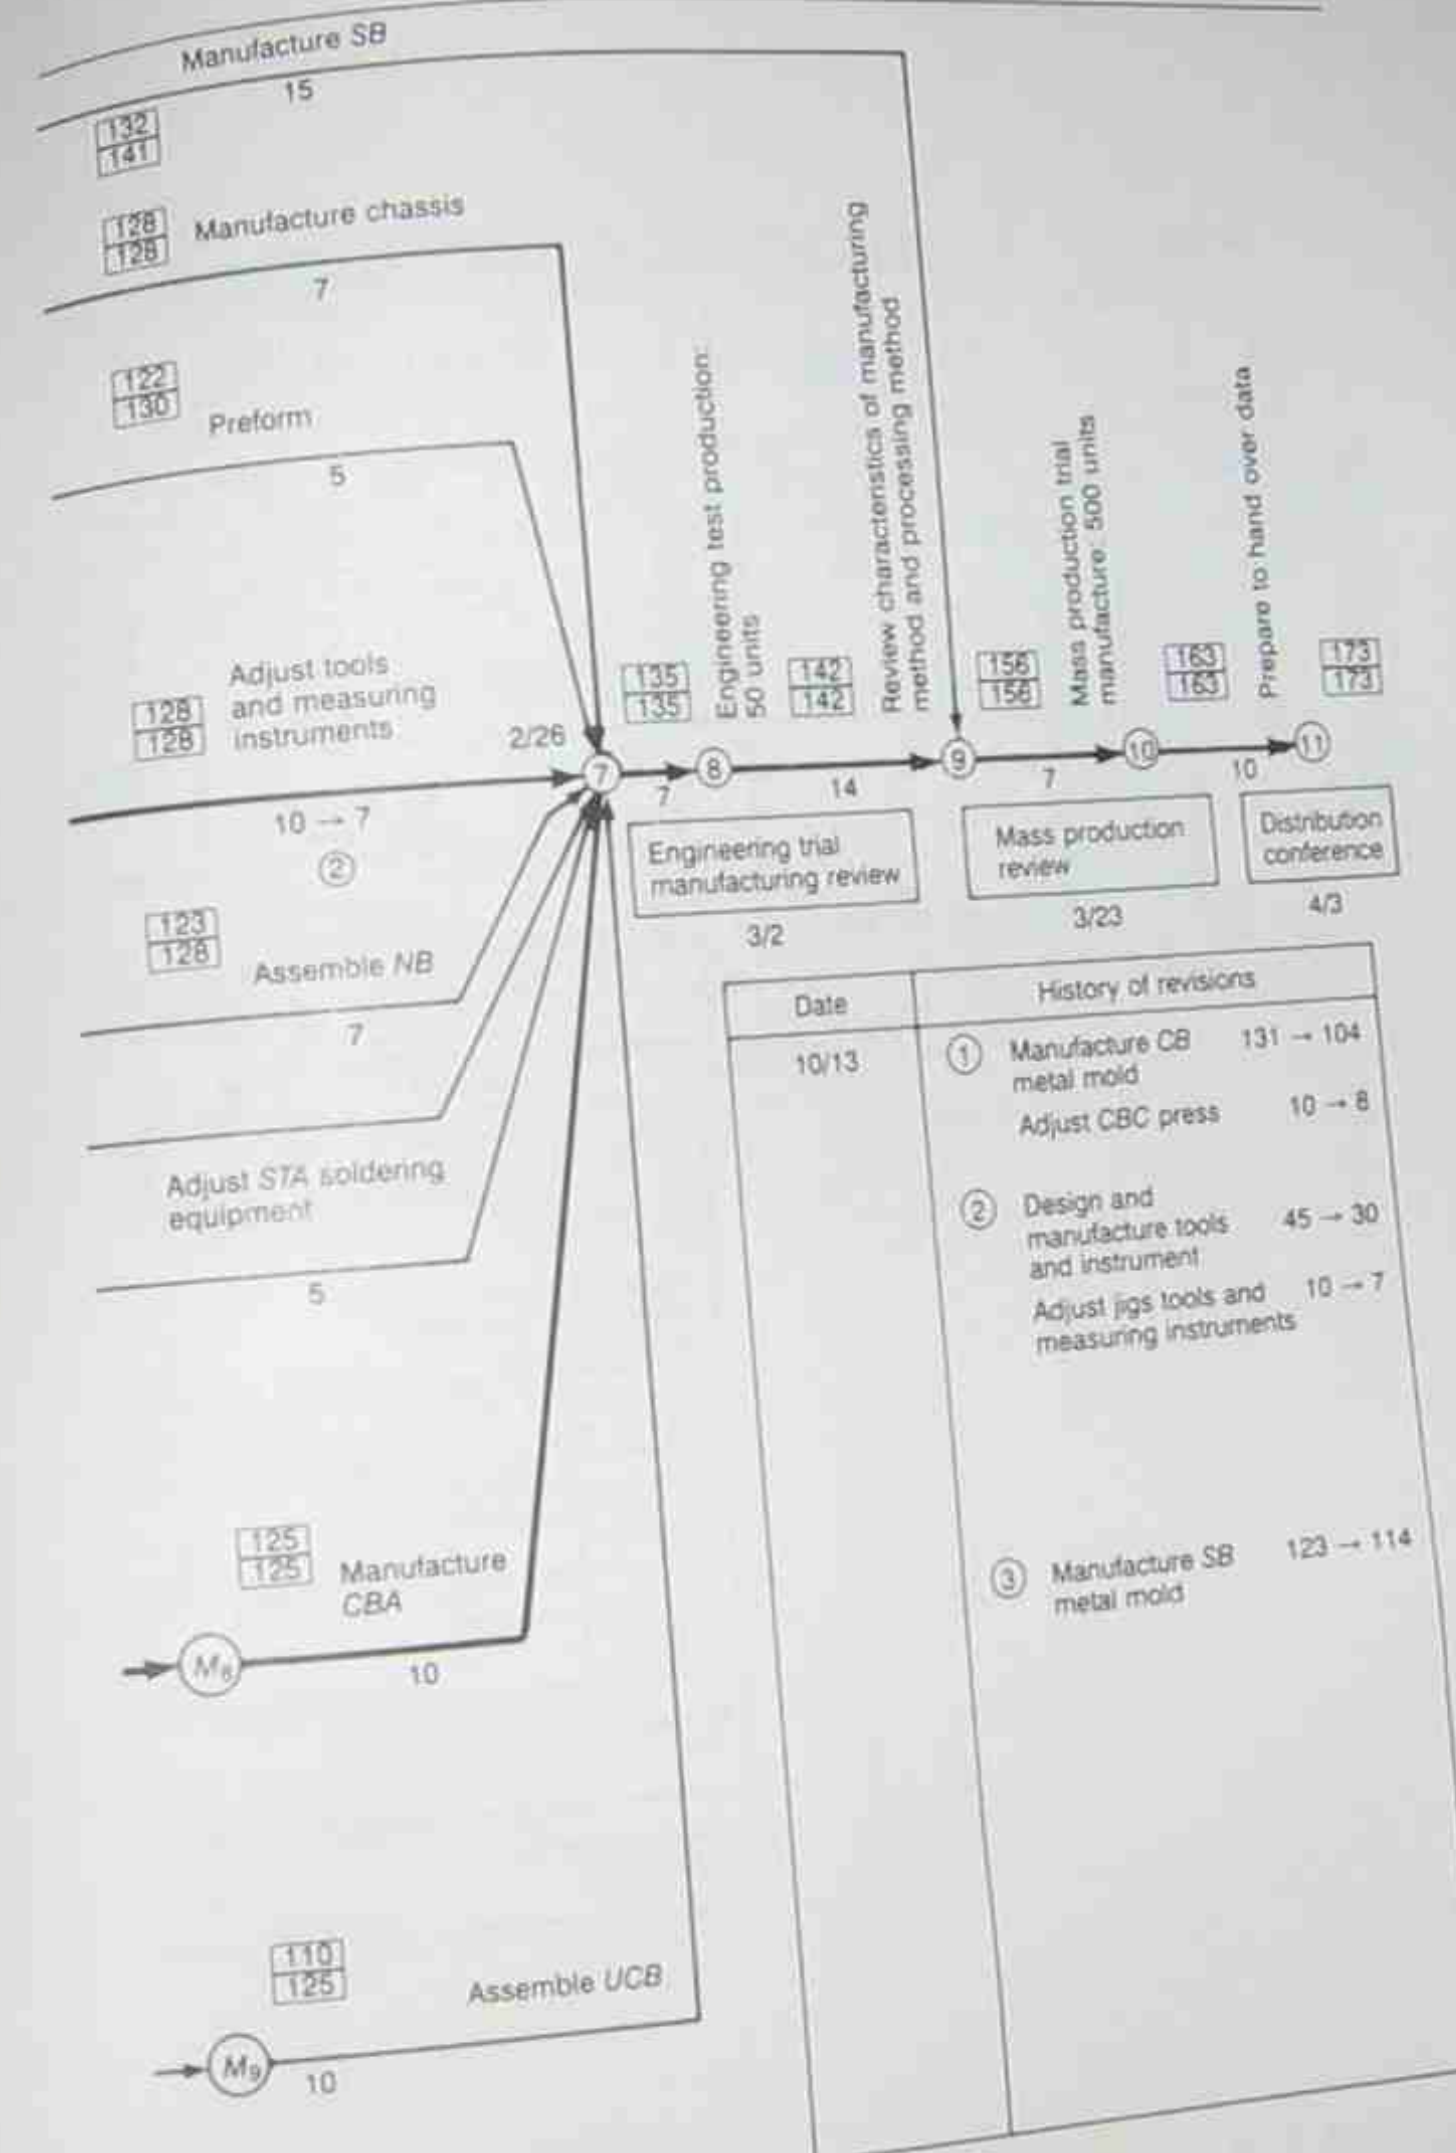 Manufacture SB
15
132
141
128
128
Manufacture chassis
7
122
130
Preform
5
128
128
Adjust tools
and measuring
instruments
10 → 7
②
2/26
123
128
Assemble NB
7
Adjust STA soldering
equipment
5
125
125
Manufacture
CBA
M8
10
110
125
Assemble UCB
M9
10
7
135
135
7
Engineering test production:
50 units
8
142
142
14
Review characteristics of manufacturing
method and processing method
9
156
156
7
Mass production trial
manufacture: 500 units
10
163
163
10
Prepare to hand over data
173
173
11
Engineering trial
manufacturing review
3/2
Mass production
review
3/23
Distribution
conference
4/3
Date
History of revisions
10/13
① Manufacture CB 131 → 104
metal mold
Adjust CBC press 10 → 8
② Design and
manufacture tools 45 → 30
and instrument
Adjust jigs tools and 10 → 7
measuring instruments
③ Manufacture SB 123 → 114
metal mold